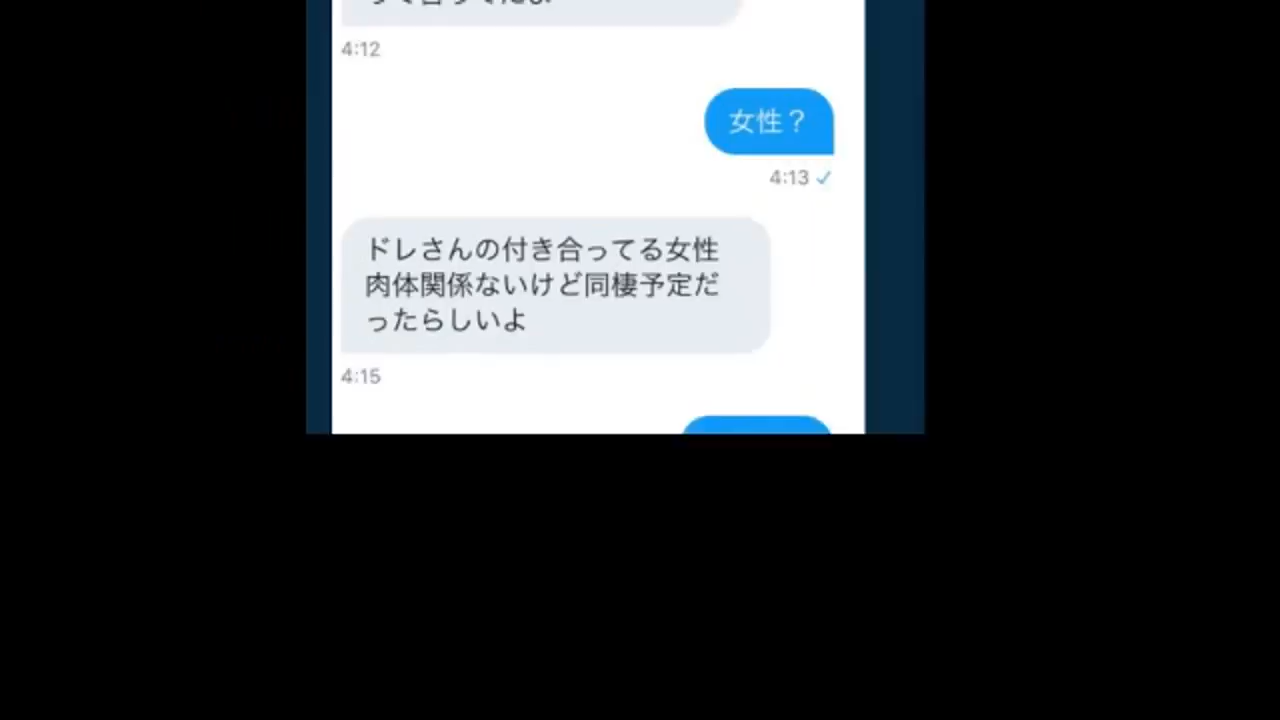 4:12
女性？
4:13
ドレさんの付き合ってる女性
肉体関係ないけど同棲予定だ
ったらしいよ
4:15